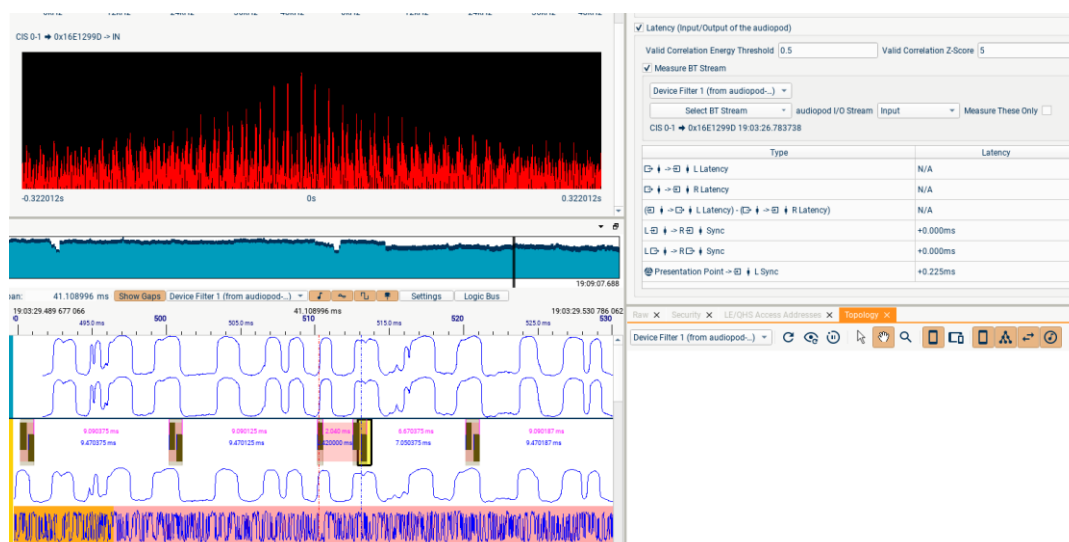 CIS 0-1 → 0x16E1299D -> IN
-0.322012s 0s 0.322012s
19:09:07.688
41.108996 ms Show Gaps Device Filter 1 (from audiopod-...) Settings Logic Bus
19:03:29.489 677 066 41.108996 ms 19:03:29.530 786 062
0 495.0 ms 500 505.0 ms 510 515.0 ms 520 525.0 ms 530
9.090375 ms 9.090125 ms 2.040 ms 6.670375 ms 9.090187 ms
9.470375 ms 9.470125 ms 7.050375 ms 9.470187 ms
Latency (Input/Output of the audiopod)
Valid Correlation Energy Threshold 0.5 Valid Correlation Z-Score 5
Measure BT Stream
Device Filter 1 (from audiopod-...)
Select BT Stream audiopod I/O Stream Input Measure These Only
CIS 0-1 → 0x16E1299D 19:03:26.783738
Type Latency
-> L Latency N/A
-> R Latency N/A
( -> L Latency) - ( -> R Latency) N/A
L -> R Sync +0.000ms
L -> R Sync +0.000ms
Presentation Point -> L Sync +0.225ms
Raw X Security X LE/QHS Access Addresses X Topology X
Device Filter 1 (from audiopod-...)